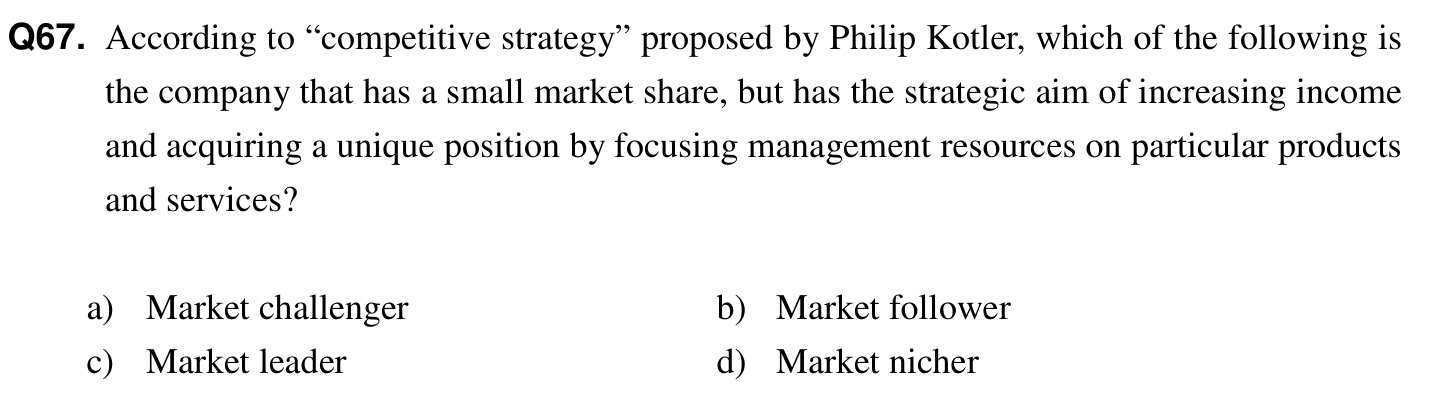 Q67. According to “competitive strategy” proposed by Philip Kotler, which of the following is
the company that has a small market share, but has the strategic aim of increasing income
and acquiring a unique position by focusing management resources on particular products
and services?
a) Market challenger b) Market follower
c) Market leader d) Market nicher